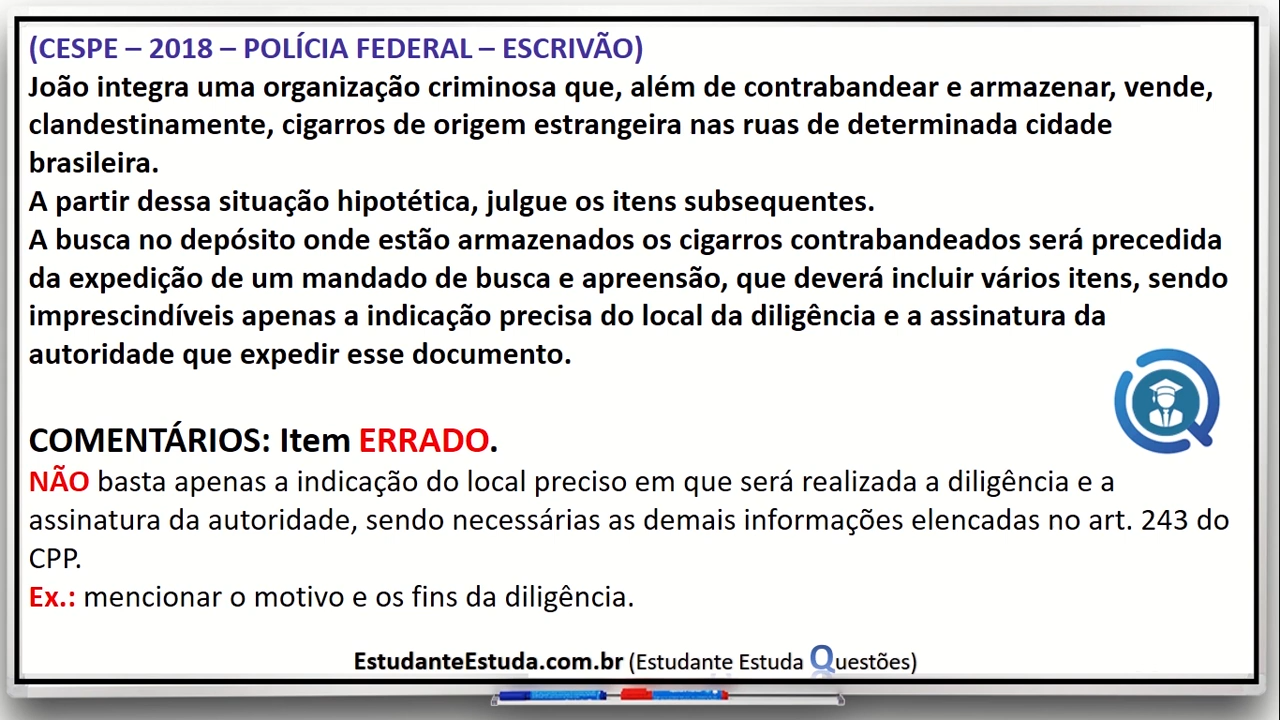 (CESPE – 2018 – POLÍCIA FEDERAL – ESCRIVÃO)
João integra uma organização criminosa que, além de contrabandear e armazenar, vende,
clandestinamente, cigarros de origem estrangeira nas ruas de determinada cidade
brasileira.
A partir dessa situação hipotética, julgue os itens subsequentes.
A busca no depósito onde estão armazenados os cigarros contrabandeados será precedida
da expedição de um mandado de busca e apreensão, que deverá incluir vários itens, sendo
imprescindíveis apenas a indicação precisa do local da diligência e a assinatura da
autoridade que expedir esse documento.
COMENTÁRIOS: Item ERRADO.
NÃO basta apenas a indicação do local preciso em que será realizada a diligência e a
assinatura da autoridade, sendo necessárias as demais informações elencadas no art. 243 do
CPP.
Ex.: mencionar o motivo e os fins da diligência.
EstudanteEstuda.com.br (Estudante Estuda Questões)